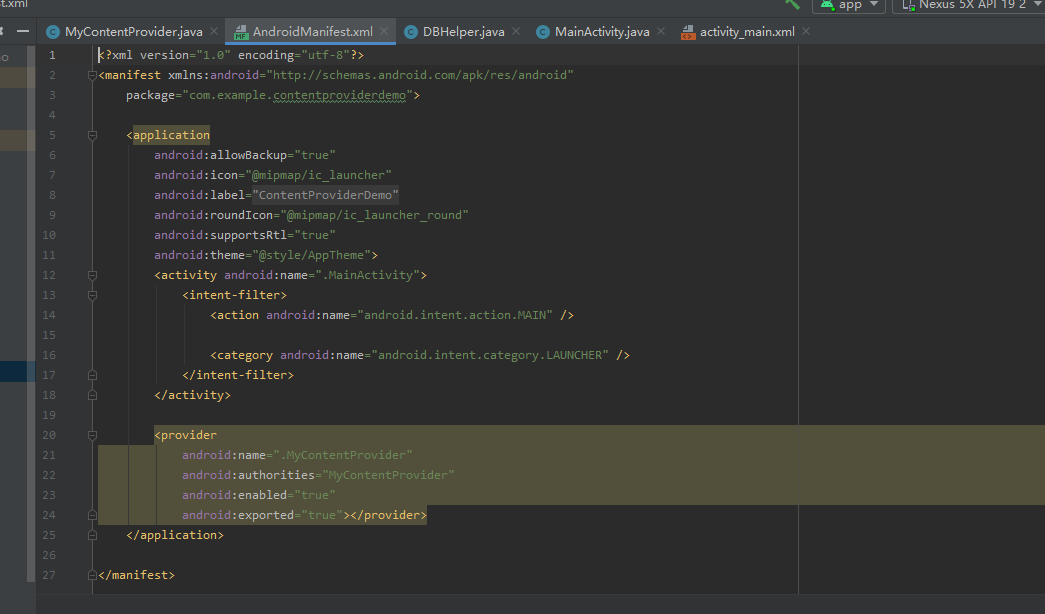 st.xml
app
Nexus 5X API 19 2
MyContentProvider.java
AndroidManifest.xml
DBHelper.java
MainActivity.java
activity_main.xml
1 <?xml version="1.0" encoding="utf-8"?>
2 <manifest xmlns:android="http://schemas.android.com/apk/res/android"
3 package="com.example.contentproviderdemo">
4
5 <application
6 android:allowBackup="true"
7 android:icon="@mipmap/ic_launcher"
8 android:label="ContentProviderDemo"
9 android:roundIcon="@mipmap/ic_launcher_round"
10 android:supportsRtl="true"
11 android:theme="@style/AppTheme">
12 <activity android:name=".MainActivity">
13 <intent-filter>
14 <action android:name="android.intent.action.MAIN" />
15
16 <category android:name="android.intent.category.LAUNCHER" />
17 </intent-filter>
18 </activity>
19
20 <provider
21 android:name=".MyContentProvider"
22 android:authorities="MyContentProvider"
23 android:enabled="true"
24 android:exported="true"></provider>
25 </application>
26
27 </manifest>